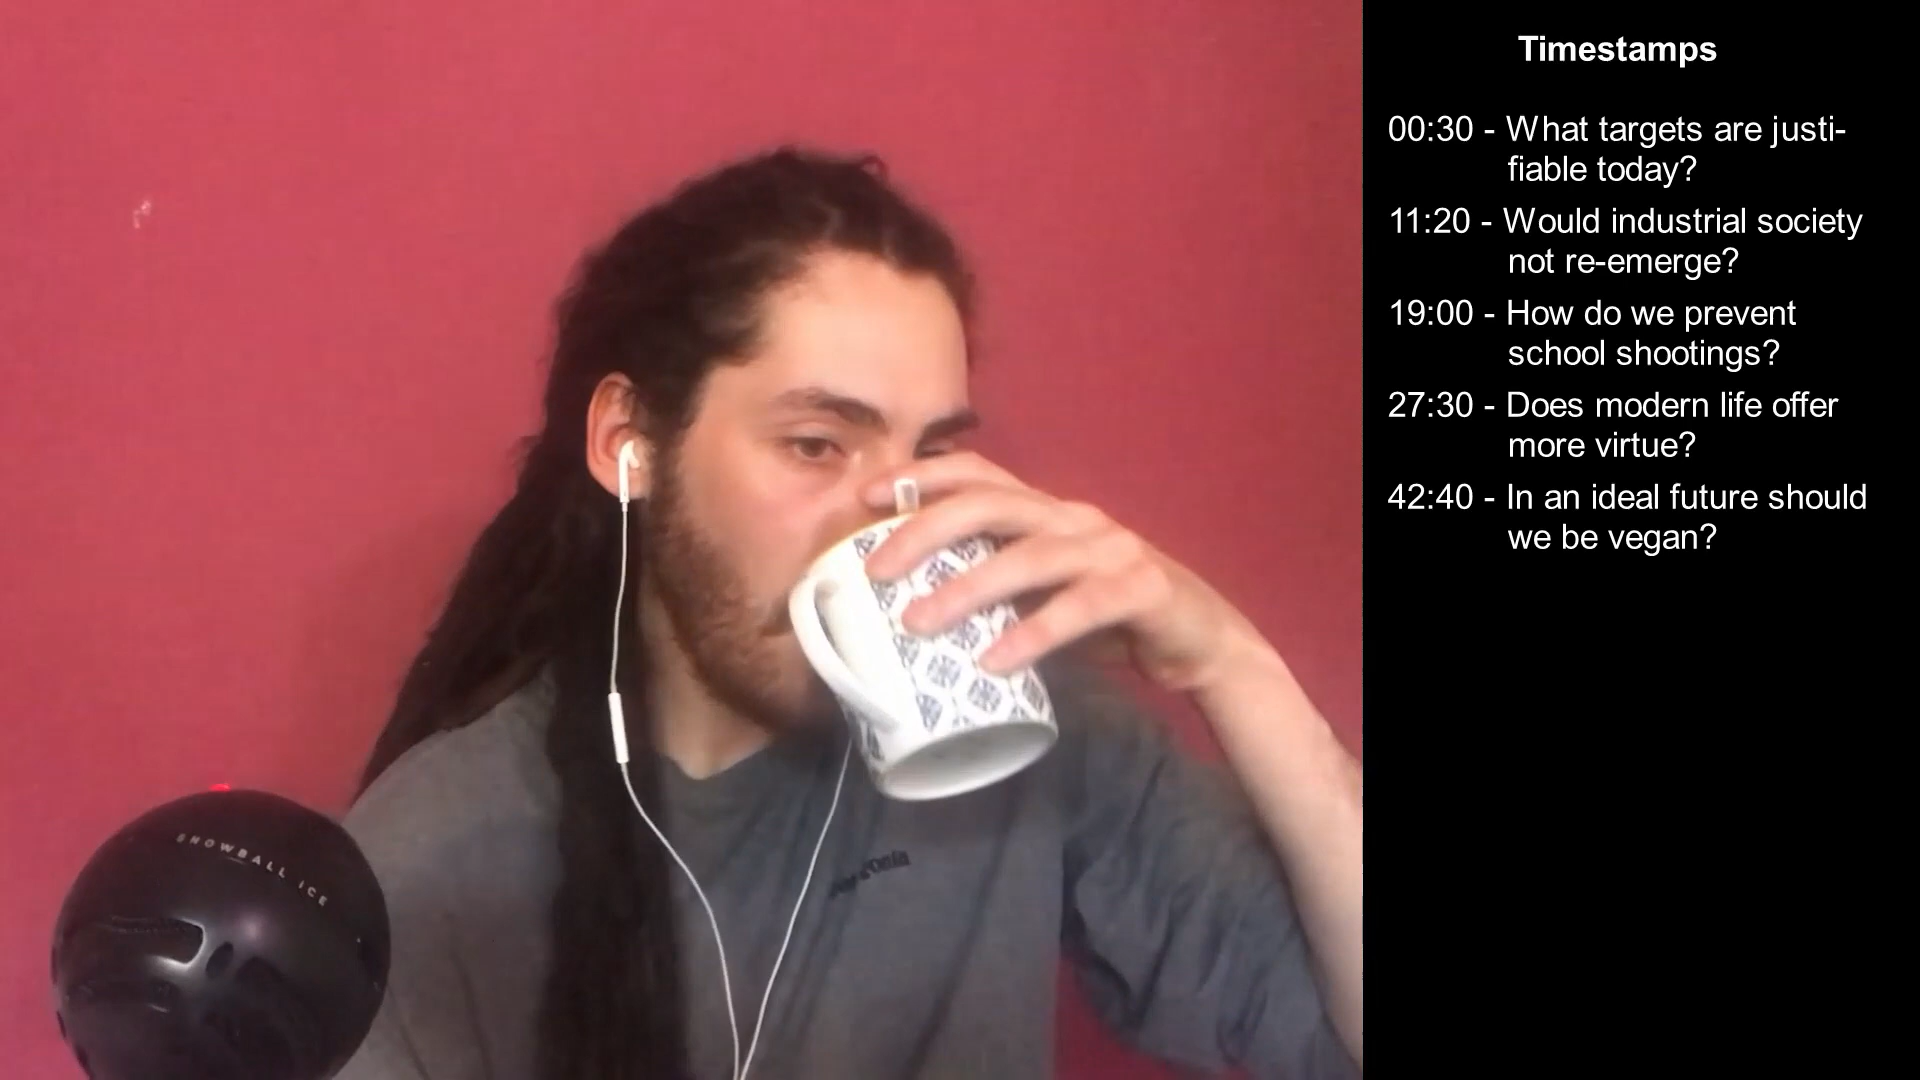 Timestamps
00:30 - What targets are justi-
fiable today?
11:20 - Would industrial society
not re-emerge?
19:00 - How do we prevent
school shootings?
27:30 - Does modern life offer
more virtue?
42:40 - In an ideal future should
we be vegan?
SNOWBALL ICE